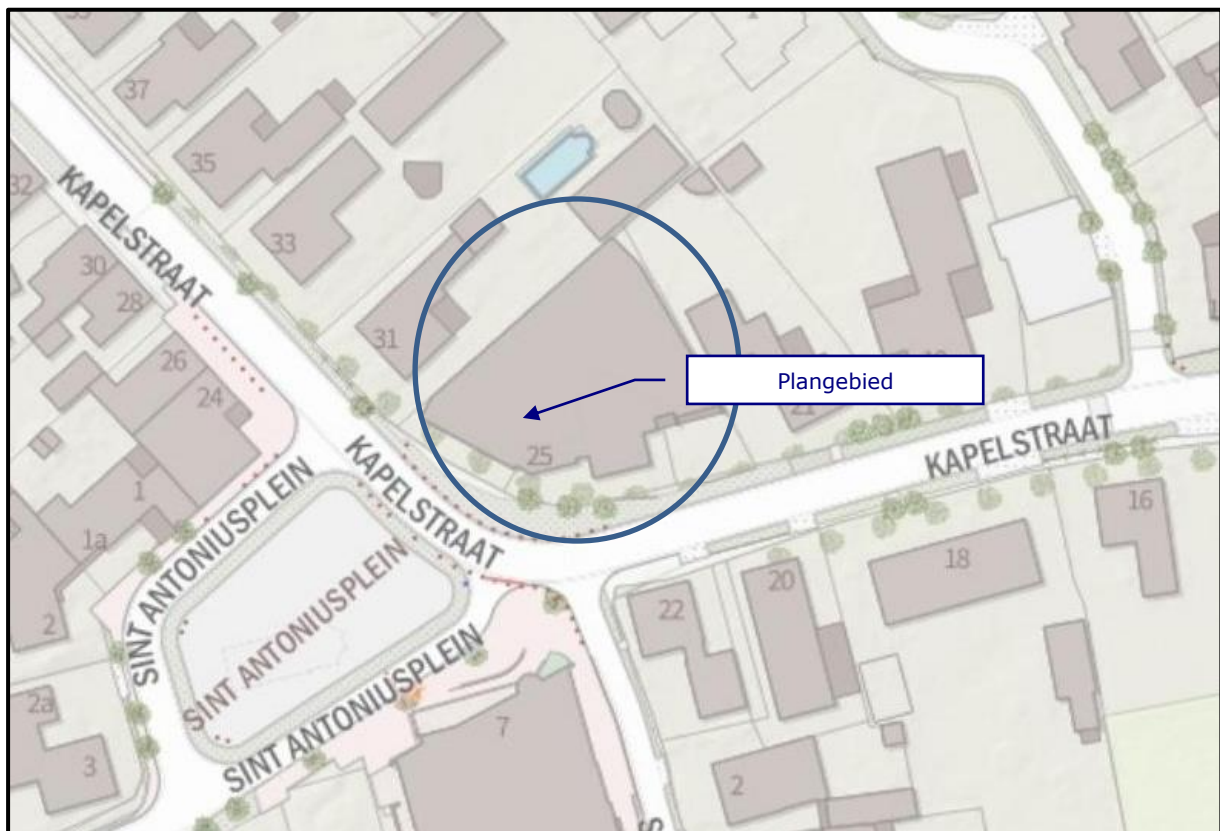 37
35
32
KAPELSTRAAT
33
30
28
31
26
24
Plangebied
21
25
KAPELSTRAAT
KAPELSTRAAT
1
1a
16
18
20
22
2
SINT ANTONIUSPLEIN
SINT ANTONIUSPLEIN
SINT ANTONIUSPLEIN
2a
3
7
2